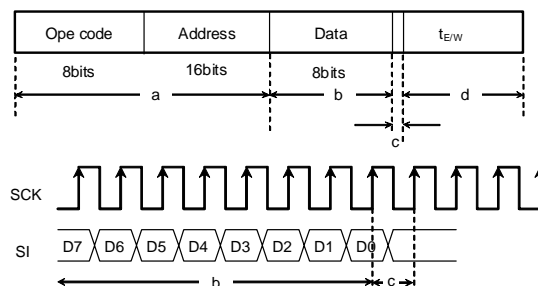 Ope code Address Data tE/W
8bits 16bits 8bits
a b d
c
SCK
SI D7 D6 D5 D4 D3 D2 D1 D0
b c